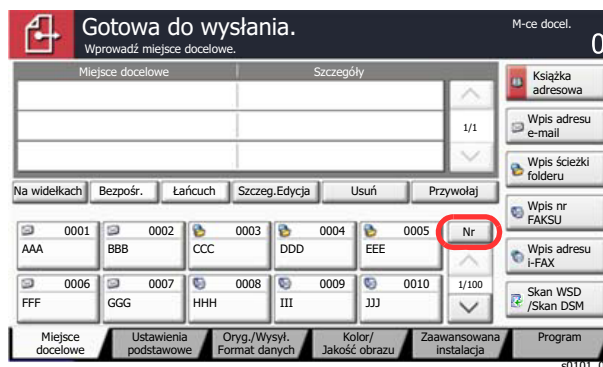 Gotowa do wysłania.
M-ce docel.
Wprowadź miejsce docelowe.
0
Miejsce docelowe
Szczegóły
Książka
adresowa
1/1
Wpis adresu
e-mail
Wpis ścieżki
folderu
Na widełkach
Bezpośr.
Łańcuch
Szczeg.Edycja
Usuń
Przywołaj
Wpis nr
FAKSU
0001
AAA
0002
BBB
0003
CCC
0004
DDD
0005
EEE
Nr
Wpis adresu
i-FAX
0006
FFF
0007
GGG
0008
HHH
0009
III
0010
JJJ
1/100
Skan WSD
/Skan DSM
Miejsce
docelowe
Ustawienia
podstawowe
Oryg./Wysył.
Format danych
Kolor/
Jakość obrazu
Zaawansowana
instalacja
Program